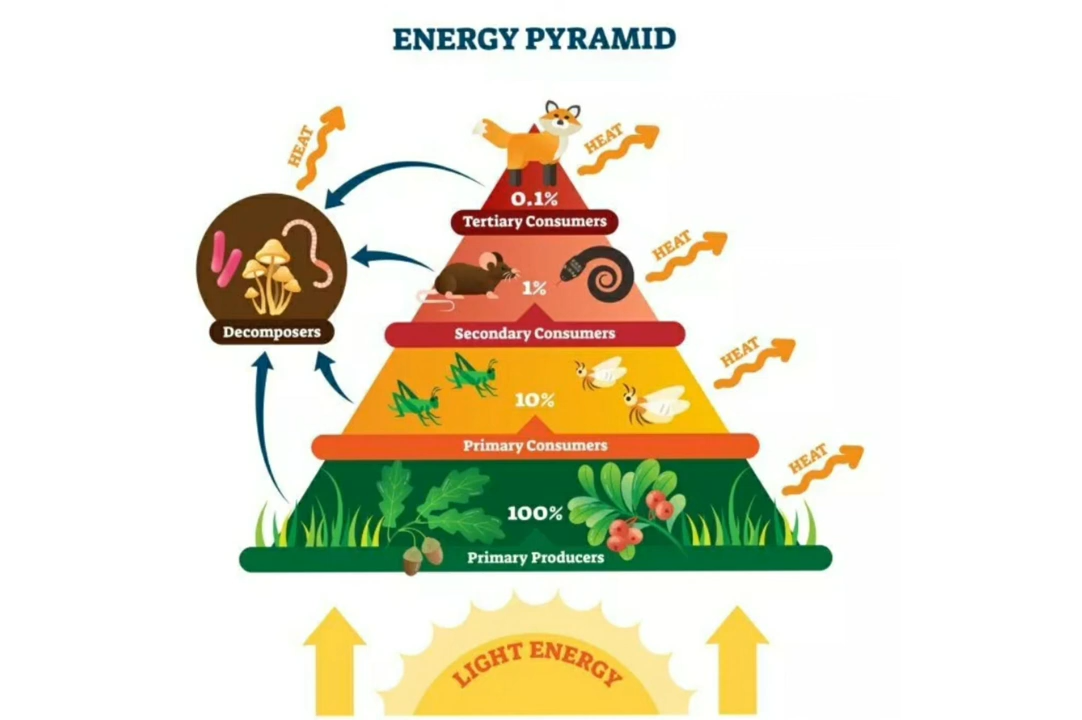 ENERGY PYRAMID
HEAT
HEAT
0.1%
Tertiary Consumers
HEAT
1%
Decomposers
Secondary Consumers
HEAT
10%
Primary Consumers
HEAT
100%
Primary Producers
LIGHT ENERGY